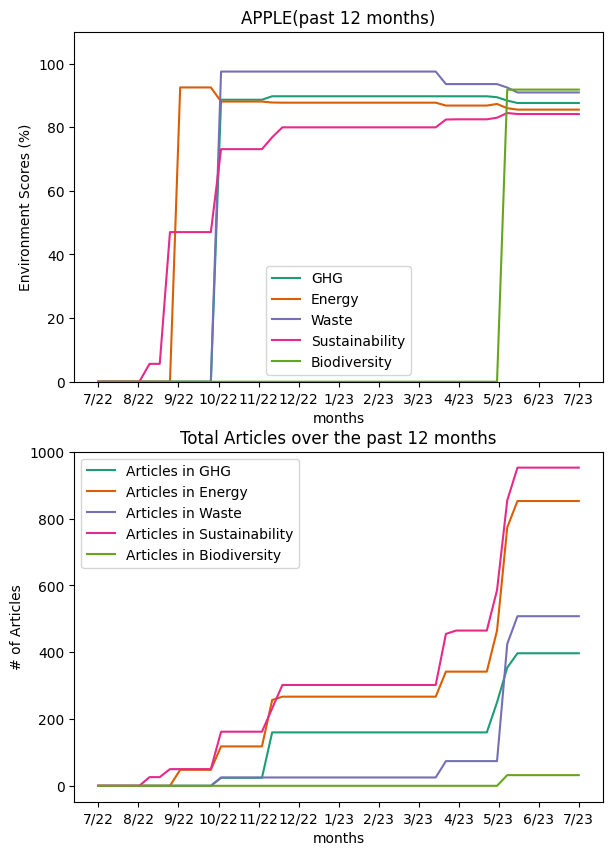 APPLE(past 12 months)
100
80
60
40
20
0
Environment Scores (%)
GHG
Energy
Waste
Sustainability
Biodiversity
7/22 8/22 9/22 10/22 11/22 12/22 1/23 2/23 3/23 4/23 5/23 6/23 7/23
months
Total Articles over the past 12 months
1000
800
600
400
200
0
# of Articles
Articles in GHG
Articles in Energy
Articles in Waste
Articles in Sustainability
Articles in Biodiversity
7/22 8/22 9/22 10/22 11/22 12/22 1/23 2/23 3/23 4/23 5/23 6/23 7/23
months